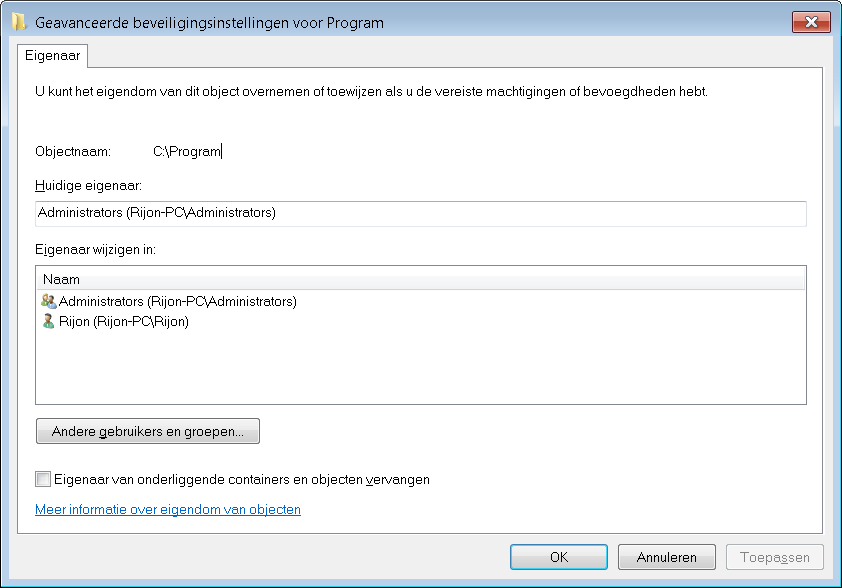 Geavanceerde beveiligingsinstellingen voor Program
Eigenaar
U kunt het eigendom van dit object overnemen of toewijzen als u de vereiste machtigingen of bevoegdheden hebt.
Objectnaam: C:\Program
Huidige eigenaar:
Administrators (Rijon-PC\Administrators)
Eigenaar wijzigen in:
Naam
Administrators (Rijon-PC\Administrators)
Rijon (Rijon-PC\Rijon)
Andere gebruikers en groepen...
Eigenaar van onderliggende containers en objecten vervangen
Meer informatie over eigendom van objecten
OK Annuleren Toepassen